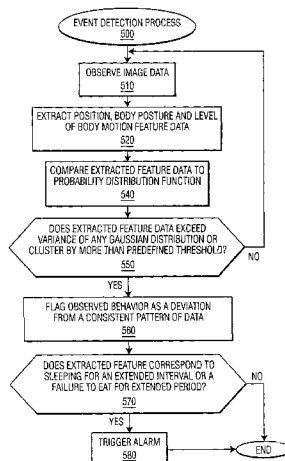 EVENT DETECTION PROCESS
500
OBSERVE IMAGE DATA
510
EXTRACT POSITION, BODY POSTURE AND LEVEL
OF BODY MOTION FEATURE DATA
520
COMPARE EXTRACTED FEATURE DATA TO
PROBABILITY DISTRIBUTION FUNCTION
540
DOES EXTRACTED FEATURE DATA EXCEED
VARIANCE OF ANY GAUSSIAN DISTRIBUTION OR
CLUSTER BY MORE THAN PREDEFINED THRESHOLD?
550
NO
YES
FLAG OBSERVED BEHAVIOR AS A DEVIATION
FROM A CONSISTENT PATTERN OF DATA
560
DOES EXTRACTED FEATURE CORRESPOND TO
SLEEPING FOR AN EXTENDED INTERVAL OR A
FAILURE TO EAT FOR EXTENDED PERIOD?
570
NO
YES
TRIGGER ALARM
580
END